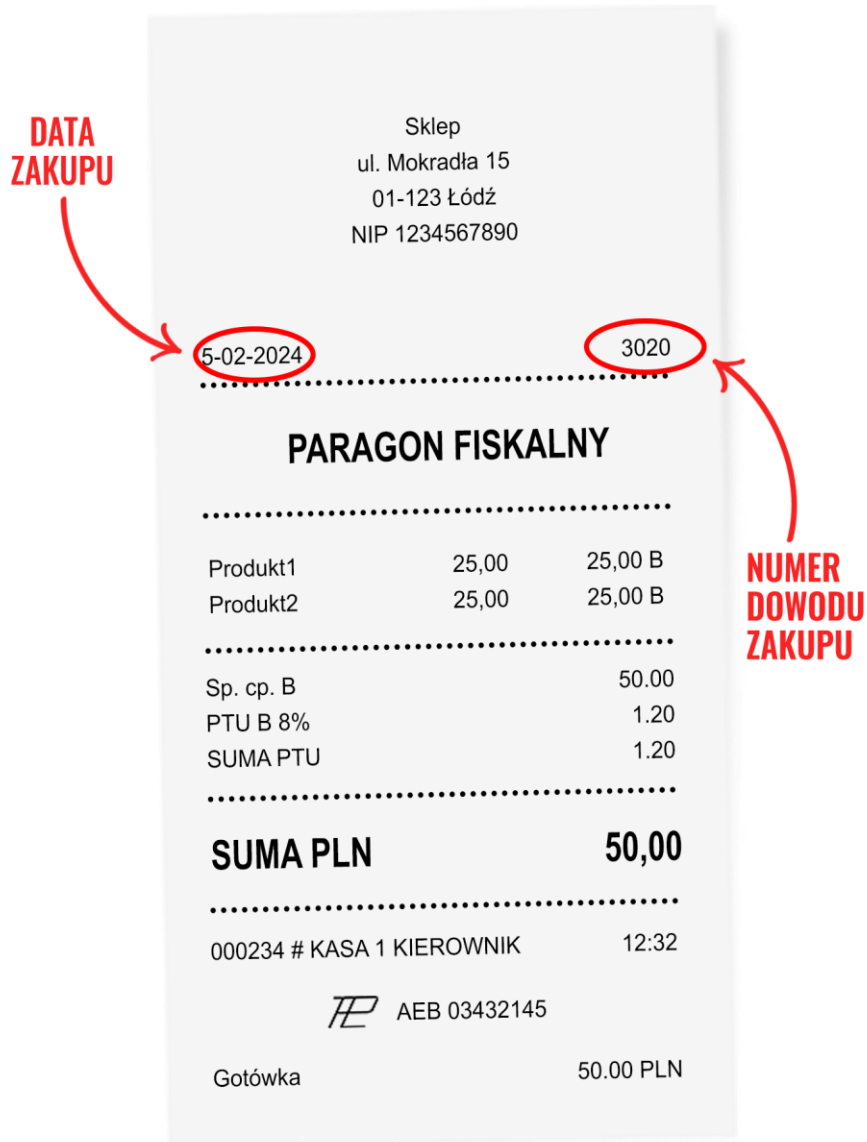 DATA
ZAKUPU
Sklep
ul. Mokradła 15
01-123 Łódź
NIP 1234567890
5-02-2024 3020
PARAGON FISKALNY
Produkt1 25,00 25,00 B
Produkt2 25,00 25,00 B
NUMER
DOWODU
ZAKUPU
Sp. cp. B 50.00
PTU B 8% 1.20
SUMA PTU 1.20
SUMA PLN 50,00
000234 # KASA 1 KIEROWNIK 12:32
AEB 03432145
Gotówka 50.00 PLN